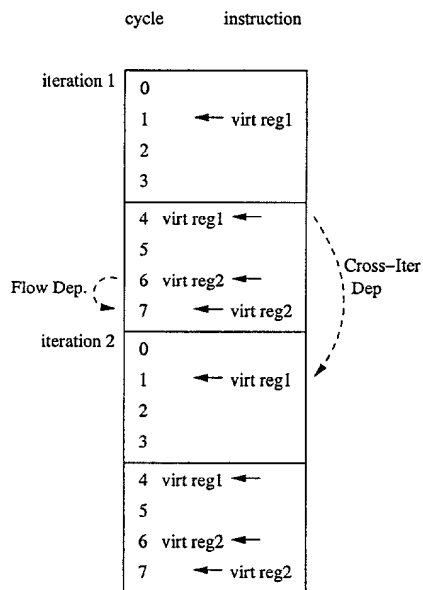 cycle instruction
iteration 1
0
1 virt reg1
2
3
4 virt reg1
5
6 virt reg2
7 virt reg2
Flow Dep.
Cross-Iter
Dep
iteration 2
0
1 virt reg1
2
3
4 virt reg1
5
6 virt reg2
7 virt reg2